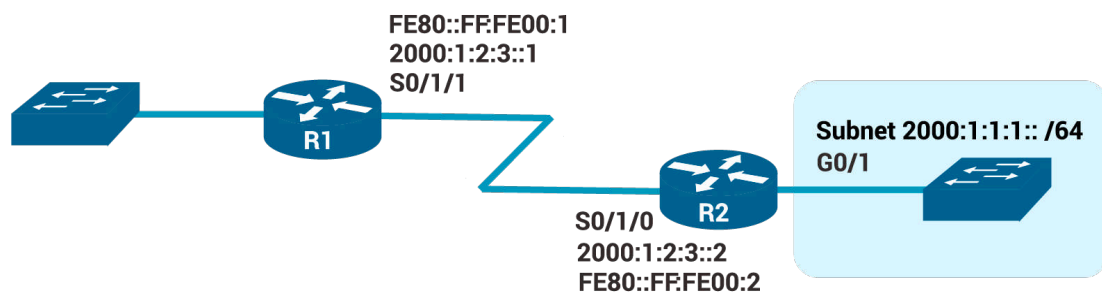 FE80::FF:FE00:1
2000:1:2:3::1
S0/1/1
R1
Subnet 2000:1:1:1:: /64
G0/1
R2
S0/1/0
2000:1:2:3::2
FE80::FF:FE00:2